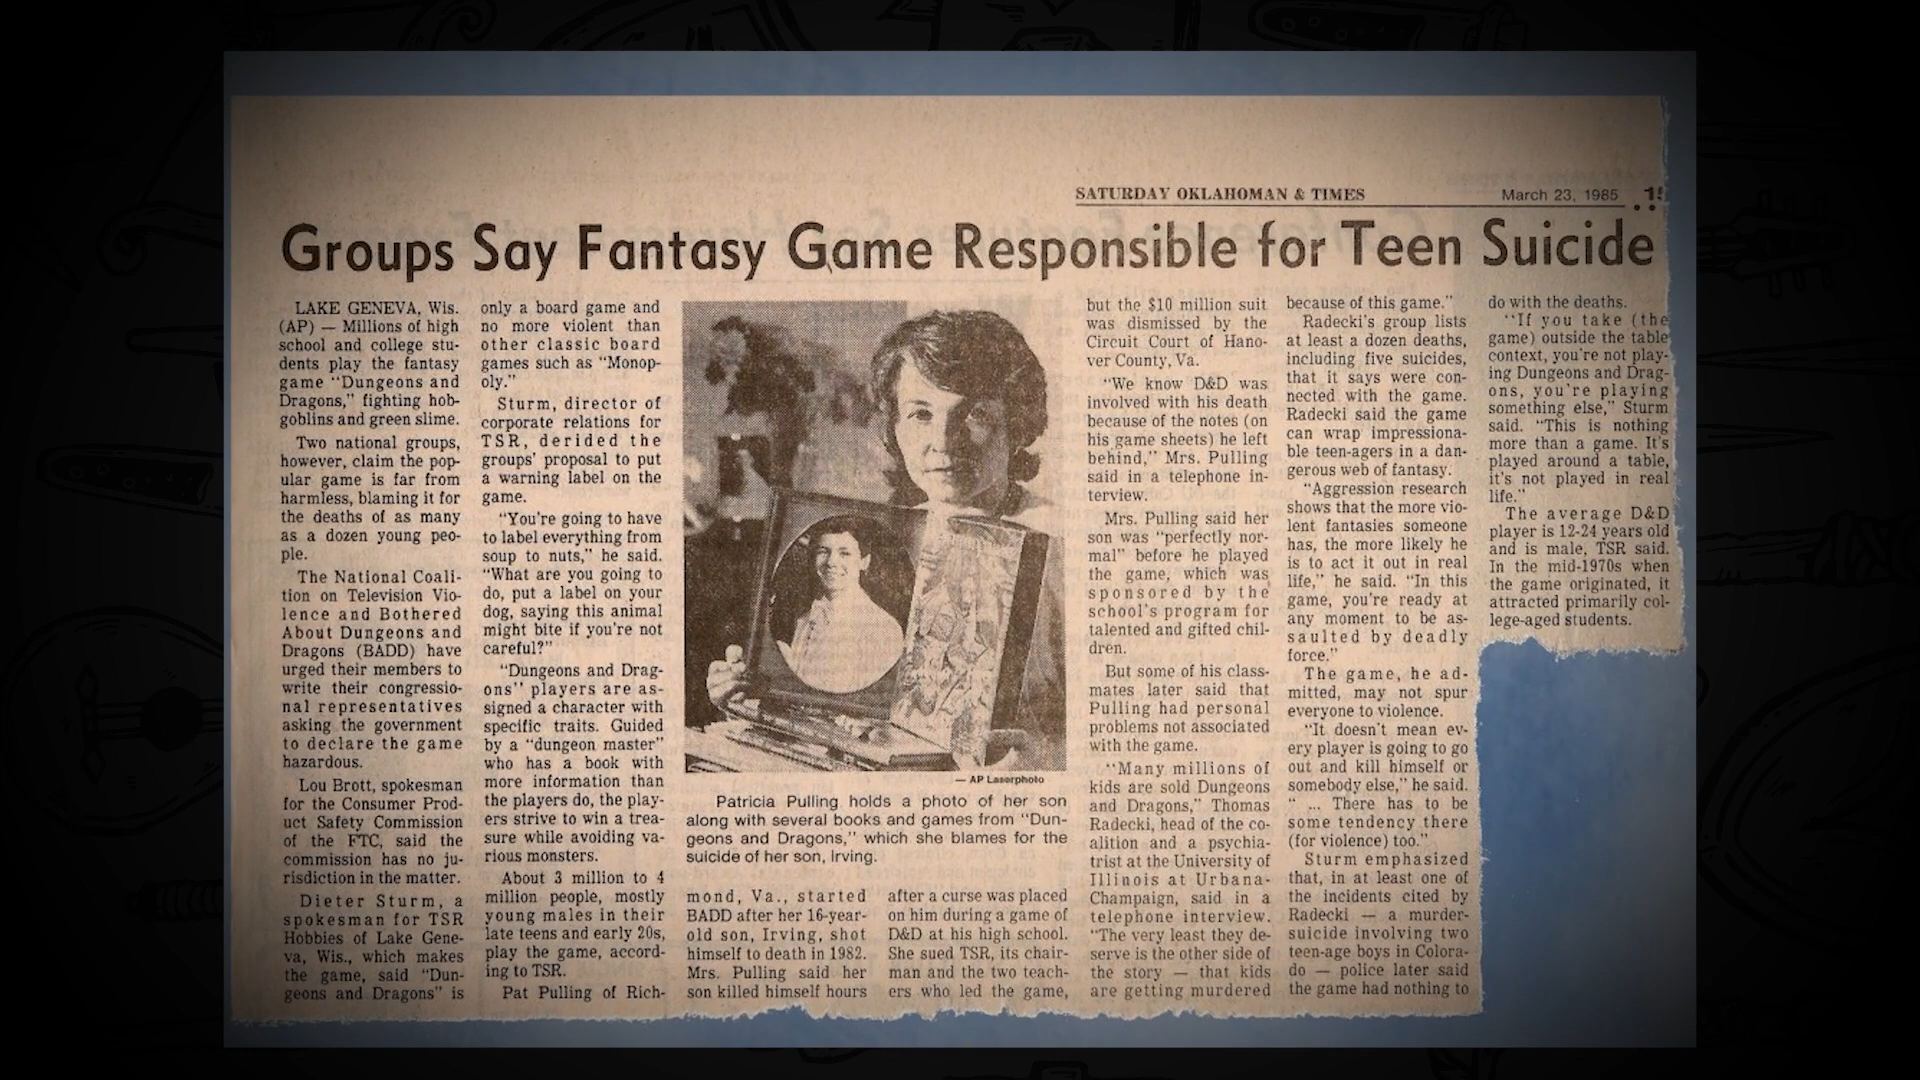 SATURDAY OKLAHOMAN & TIMES
March 23, 1985
Groups Say Fantasy Game Responsible for Teen Suicide
LAKE GENEVA, Wis.
(AP) — Millions of high
school and college stu-
dents play the fantasy
game "Dungeons and
Dragons," fighting hob-
goblins and green slime.
Two national groups,
however, claim the pop-
ular game is far from
harmless, blaming it for
the deaths of as many
as a dozen young peo-
ple.
The National Coali-
tion on Television Vio-
lence and Bothered
About Dungeons and
Dragons (BADD) have
urged their members to
write their congressio-
nal representatives
asking the government
to declare the game
hazardous.
Lou Brott, spokesman
for the Consumer Prod-
uct Safety Commission
of the FTC, said the
commission has no ju-
risdiction in the matter.
Dieter Sturm, a
spokesman for TSR
Hobbies of Lake Gene-
va, Wis., which makes
the game, said "Dun-
geons and Dragons" is
only a board game and
no more violent than
other classic board
games such as "Monop-
oly."
Sturm, director of
corporate relations for
TSR, derided the
groups' proposal to put
a warning label on the
game.
"You're going to have
to label everything from
soup to nuts," he said.
"What are you going to
do, put a label on your
dog, saying this animal
might bite if you're not
careful?"
"Dungeons and Drag-
ons" players are as-
signed a character with
specific traits. Guided
by a "dungeon master"
who has a book with
more information than
the players do, the play-
ers strive to win a trea-
sure while avoiding va-
rious monsters.
About 3 million to 4
million people, mostly
young males in their
late teens and early 20s,
play the game, accord-
ing to TSR.
Pat Pulling of Rich-
— AP Laserphoto
Patricia Pulling holds a photo of her son
along with several books and games from "Dun-
geons and Dragons," which she blames for the
suicide of her son, Irving.
mond, Va., started
BADD after her 16-year-
old son, Irving, shot
himself to death in 1982.
Mrs. Pulling said her
son killed himself hours
after a curse was placed
on him during a game of
D&D at his high school.
She sued TSR, its chair-
man and the two teach-
ers who led the game,
but the $10 million suit
was dismissed by the
Circuit Court of Hano-
ver County, Va.
"We know D&D was
involved with his death
because of the notes (on
his game sheets) he left
behind," Mrs. Pulling
said in a telephone in-
terview.
Mrs. Pulling said her
son was "perfectly nor-
mal" before he played
the game, which was
sponsored by the
school's program for
talented and gifted chil-
dren.
But some of his class-
mates later said that
Pulling had personal
problems not associated
with the game.
"Many millions of
kids are sold Dungeons
and Dragons," Thomas
Radecki, head of the co-
alition and a psychia-
trist at the University of
Illinois at Urbana-
Champaign, said in a
telephone interview.
"The very least they de-
serve is the other side of
the story — that kids
are getting murdered
because of this game."
Radecki's group lists
at least a dozen deaths,
including five suicides,
that it says were con-
nected with the game.
Radecki said the game
can wrap impressiona-
ble teen-agers in a dan-
gerous web of fantasy.
"Aggression research
shows that the more vio-
lent fantasies someone
has, the more likely he
is to act it out in real
life," he said. "In this
game, you're ready at
any moment to be as-
saulted by deadly
force."
The game, he ad-
mitted, may not spur
everyone to violence.
"It doesn't mean ev-
ery player is going to go
out and kill himself or
somebody else," he said.
" ... There has to be
some tendency there
(for violence) too."
Sturm emphasized
that, in at least one of
the incidents cited by
Radecki — a murder-
suicide involving two
teen-age boys in Colora-
do — police later said
the game had nothing to
do with the deaths.
"If you take (the
game) outside the table
context, you're not play-
ing Dungeons and Drag-
ons, you're playing
something else," Sturm
said. "This is nothing
more than a game. It's
played around a table,
it's not played in real
life."
The average D&D
player is 12-24 years old
and is male, TSR said.
In the mid-1970s when
the game originated, it
attracted primarily col-
lege-aged students.